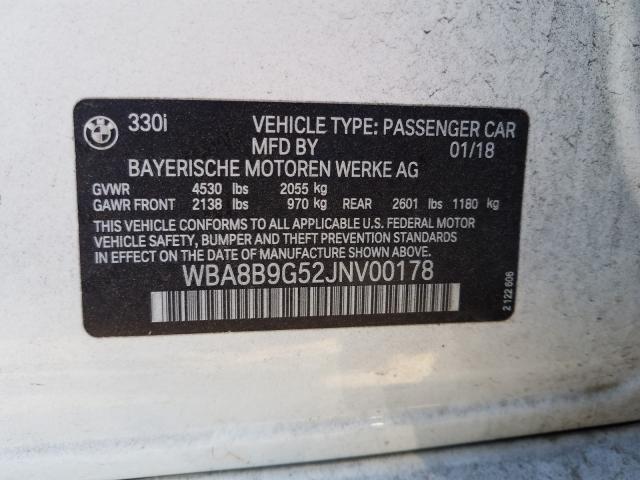 BMW
330i VEHICLE TYPE: PASSENGER CAR
MFD BY 01/18
BAYERISCHE MOTOREN WERKE AG
GVWR 4530 lbs 2055 kg
GAWR FRONT 2138 lbs 970 kg REAR 2601 lbs 1180 kg
THIS VEHICLE CONFORMS TO ALL APPLICABLE U.S. FEDERAL MOTOR
VEHICLE SAFETY, BUMPER, AND THEFT PREVENTION STANDARDS IN
EFFECT ON THE DATE OF MANUFACTURE SHOWN ABOVE.
WBA8B9G52JNV00178
2 122 606